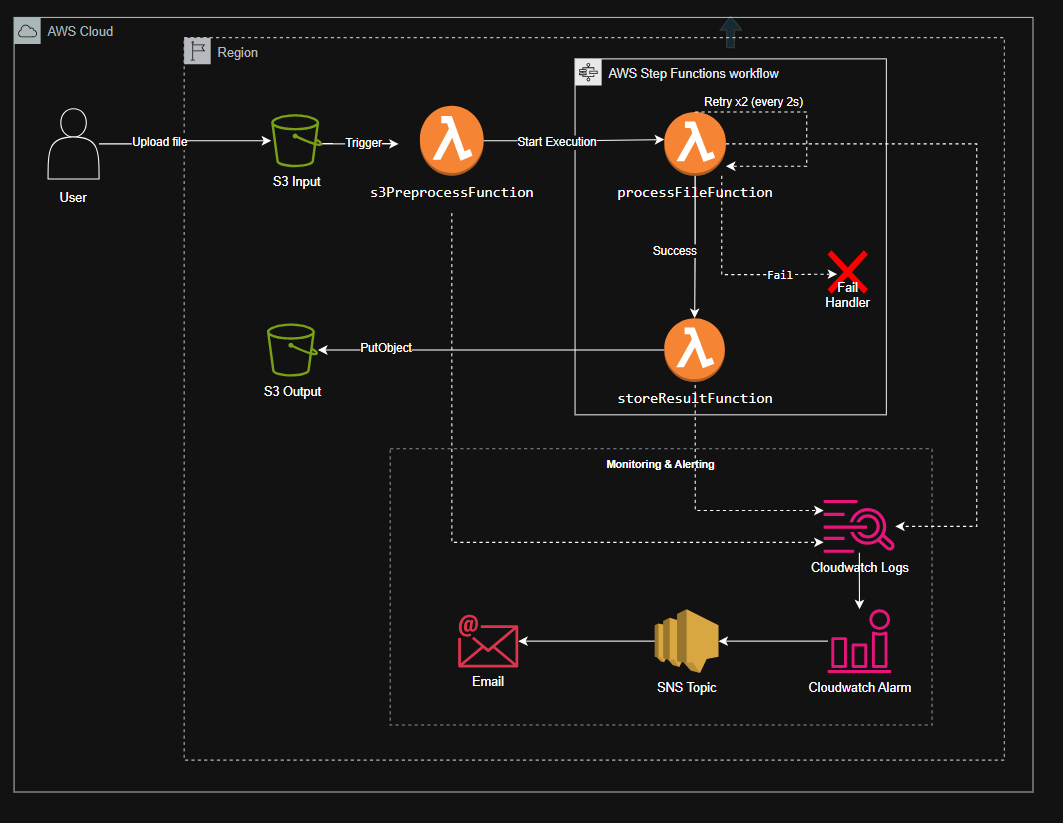 AWS Cloud
Region
AWS Step Functions workflow
Retry x2 (every 2s)
Upload file
Trigger
Start Execution
User
S3 Input
s3PreprocessFunction
processFileFunction
Success
Fail
Fail
Handler
PutObject
S3 Output
storeResultFunction
Monitoring & Alerting
Cloudwatch Logs
@
Email
SNS Topic
Cloudwatch Alarm